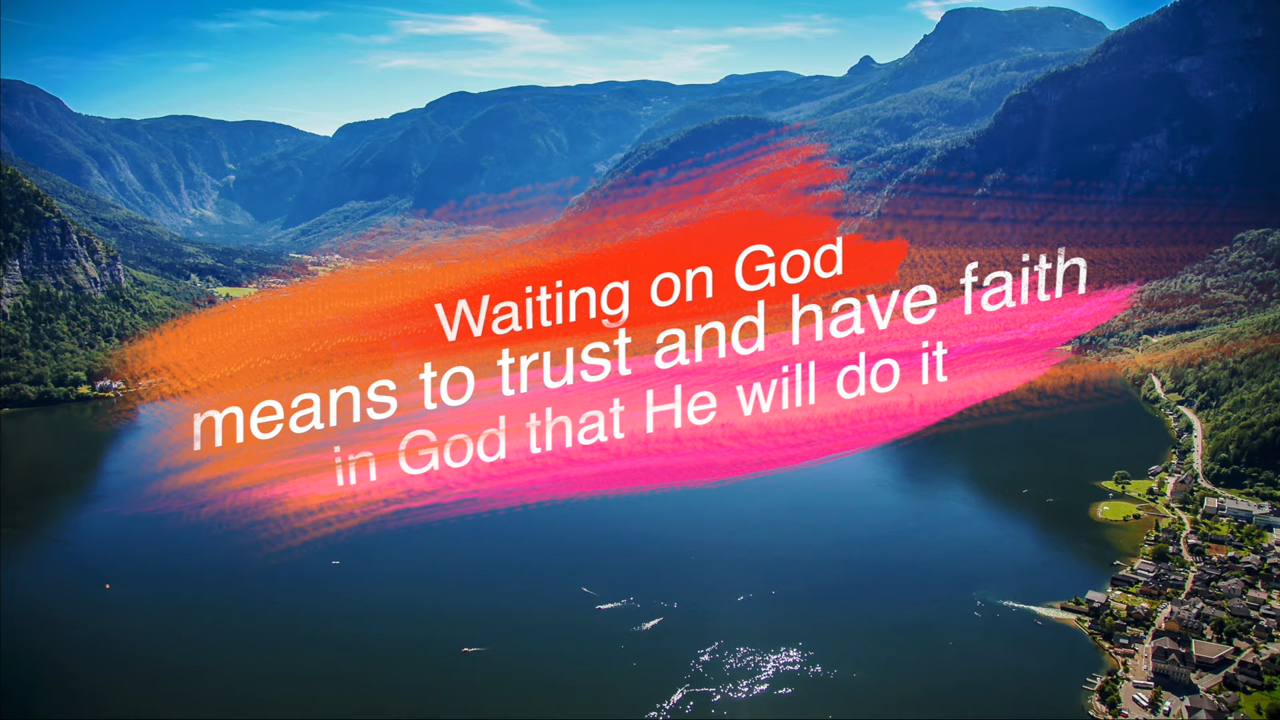 Waiting on God
means to trust and have faith
in God that He will do it